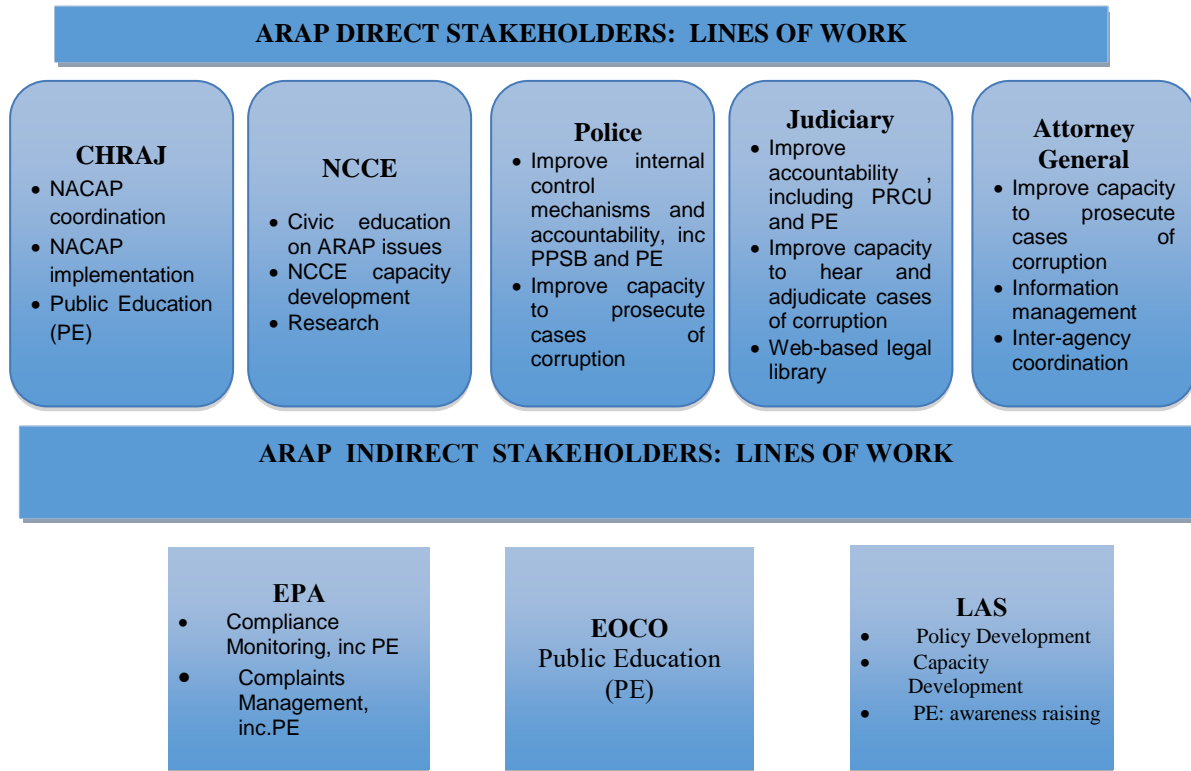 ARAP DIRECT STAKEHOLDERS: LINES OF WORK
CHRAJ
• NACAP
coordination
• NACAP
implementation
• Public Education
(PE)
NCCE
• Civic education
on ARAP issues
• NCCE capacity
development
• Research
Police
• Improve internal
control
mechanisms and
accountability, inc
PPSB and PE
• Improve capacity
to prosecute
cases of
corruption
Judiciary
• Improve
accountability ,
including PRCU
and PE
• Improve capacity
to hear and
adjudicate cases
of corruption
• Web-based legal
library
Attorney
General
• Improve capacity
to prosecute
cases of
corruption
• Information
management
• Inter-agency
coordination
ARAP INDIRECT STAKEHOLDERS: LINES OF WORK
EPA
• Compliance
Monitoring, inc PE
• Complaints
Management,
inc.PE
EOCO
Public Education
(PE)
LAS
• Policy Development
• Capacity
Development
• PE: awareness raising